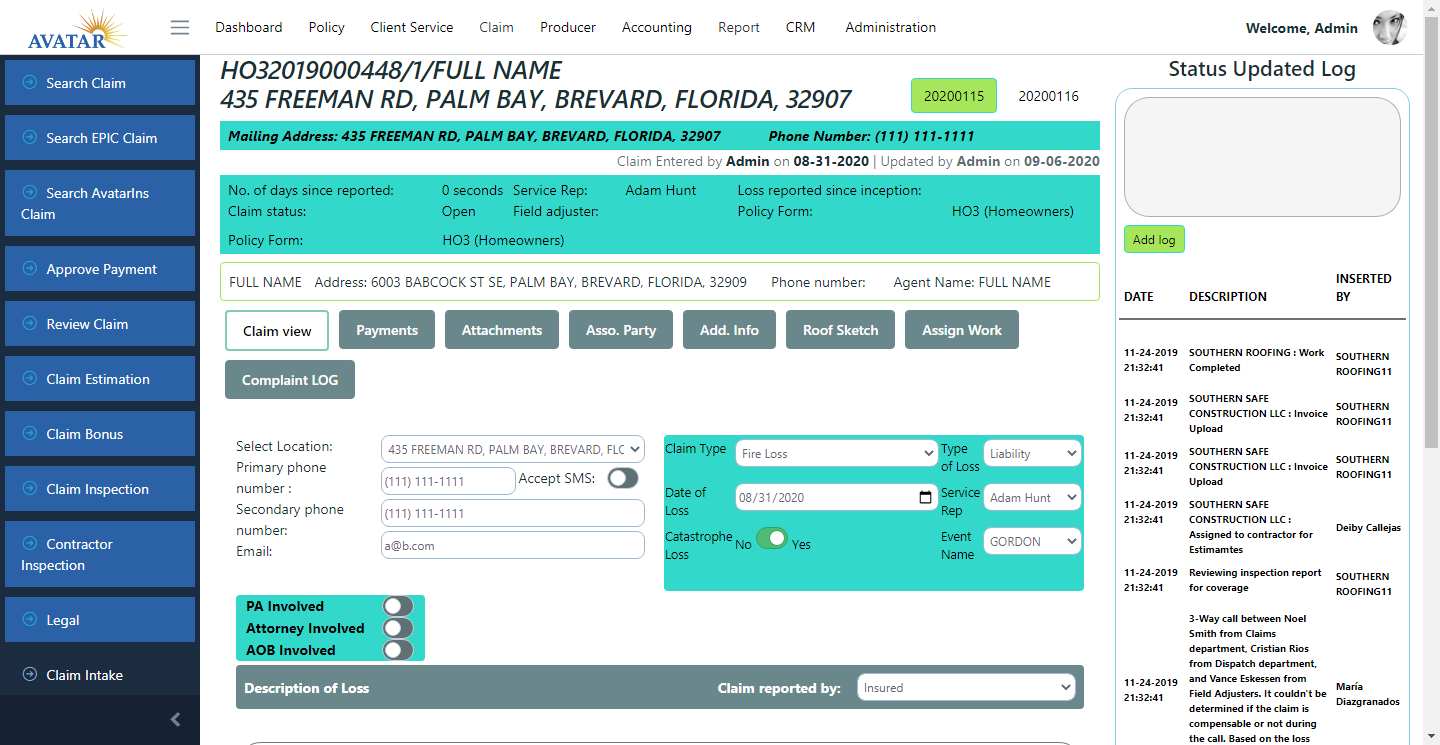 AVATAR
Dashboard Policy Client Service Claim Producer Accounting Report CRM Administration
Welcome, Admin
Search Claim
Search EPIC Claim
Search AvatarIns
Claim
Approve Payment
Review Claim
Claim Estimation
Claim Bonus
Claim Inspection
Contractor
Inspection
Legal
Claim Intake
HO32019000448/1/FULL NAME
435 FREEMAN RD, PALM BAY, BREVARD, FLORIDA, 32907
20200115 20200116
Mailing Address: 435 FREEMAN RD, PALM BAY, BREVARD, FLORIDA, 32907 Phone Number: (111) 111-1111
Claim Entered by Admin on 08-31-2020 | Updated by Admin on 09-06-2020
No. of days since reported: 0 seconds Service Rep: Adam Hunt Loss reported since inception:
Claim status: Open Field adjuster: Policy Form: HO3 (Homeowners)
Policy Form: HO3 (Homeowners)
FULL NAME Address: 6003 BABCOCK ST SE, PALM BAY, BREVARD, FLORIDA, 32909 Phone number: Agent Name: FULL NAME
Claim view Payments Attachments Asso. Party Add. Info Roof Sketch Assign Work
Complaint LOG
Select Location: 435 FREEMAN RD, PALM BAY, BREVARD, FLC
Primary phone
number : (111) 111-1111 Accept SMS:
Secondary phone
number: (111) 111-1111
Email: a@b.com
Claim Type Fire Loss Type
of Loss Liability
Date of
Loss 08/31/2020 Service
Rep Adam Hunt
Catastrophe
Loss No Yes Event
Name GORDON
PA Involved
Attorney Involved
AOB Involved
Description of Loss Claim reported by: Insured
Status Updated Log
Add log
DATE DESCRIPTION INSERTED
BY
11-24-2019
21:32:41 SOUTHERN ROOFING : Work
Completed SOUTHERN
ROOFING11
11-24-2019
21:32:41 SOUTHERN SAFE
CONSTRUCTION LLC : Invoice
Upload SOUTHERN
ROOFING11
11-24-2019
21:32:41 SOUTHERN SAFE
CONSTRUCTION LLC : Invoice
Upload SOUTHERN
ROOFING11
11-24-2019
21:32:41 SOUTHERN SAFE
CONSTRUCTION LLC :
Assigned to contractor for
Estimamtes Deiby Callejas
11-24-2019
21:32:41 Reviewing inspection report
for coverage SOUTHERN
ROOFING11
11-24-2019
21:32:41 3-Way call between Noel
Smith from Claims
department, Cristian Rios
from Dispatch department,
and Vance Eskessen from
Field Adjusters. It couldn't be
determined if the claim is
compensable or not during
the call. Based on the loss
María
Diazgranados